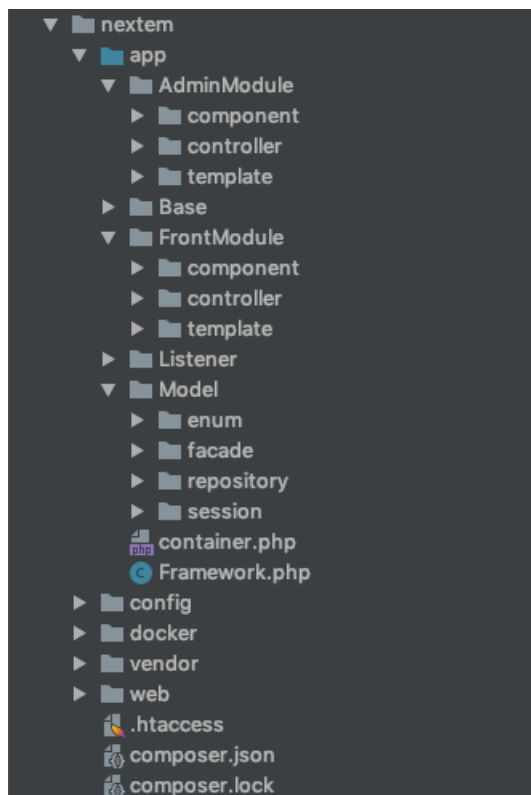 nextem
app
AdminModule
component
controller
template
Base
FrontModule
component
controller
template
Listener
Model
enum
facade
repository
session
php container.php
C Framework.php
config
docker
vendor
web
.htaccess
composer.json
composer.lock